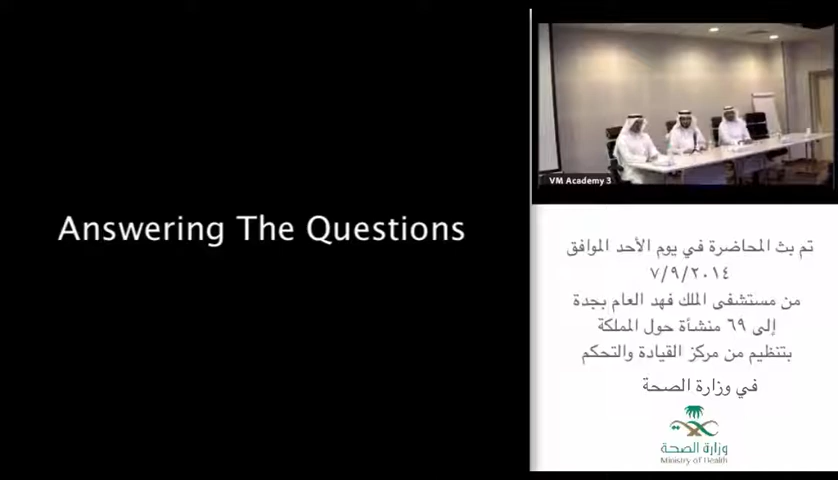 Answering The Questions
VM Academy 3
تم بث المحاضرة في يوم الأحد الموافق
٧/٩/٢٠١٤
من مستشفى الملك فهد العام بجدة
إلى ٦٩ منشأة حول المملكة
بتنظيم من مركز القيادة والتحكم
في وزارة الصحة
وزارة الصحة
Ministry of Health